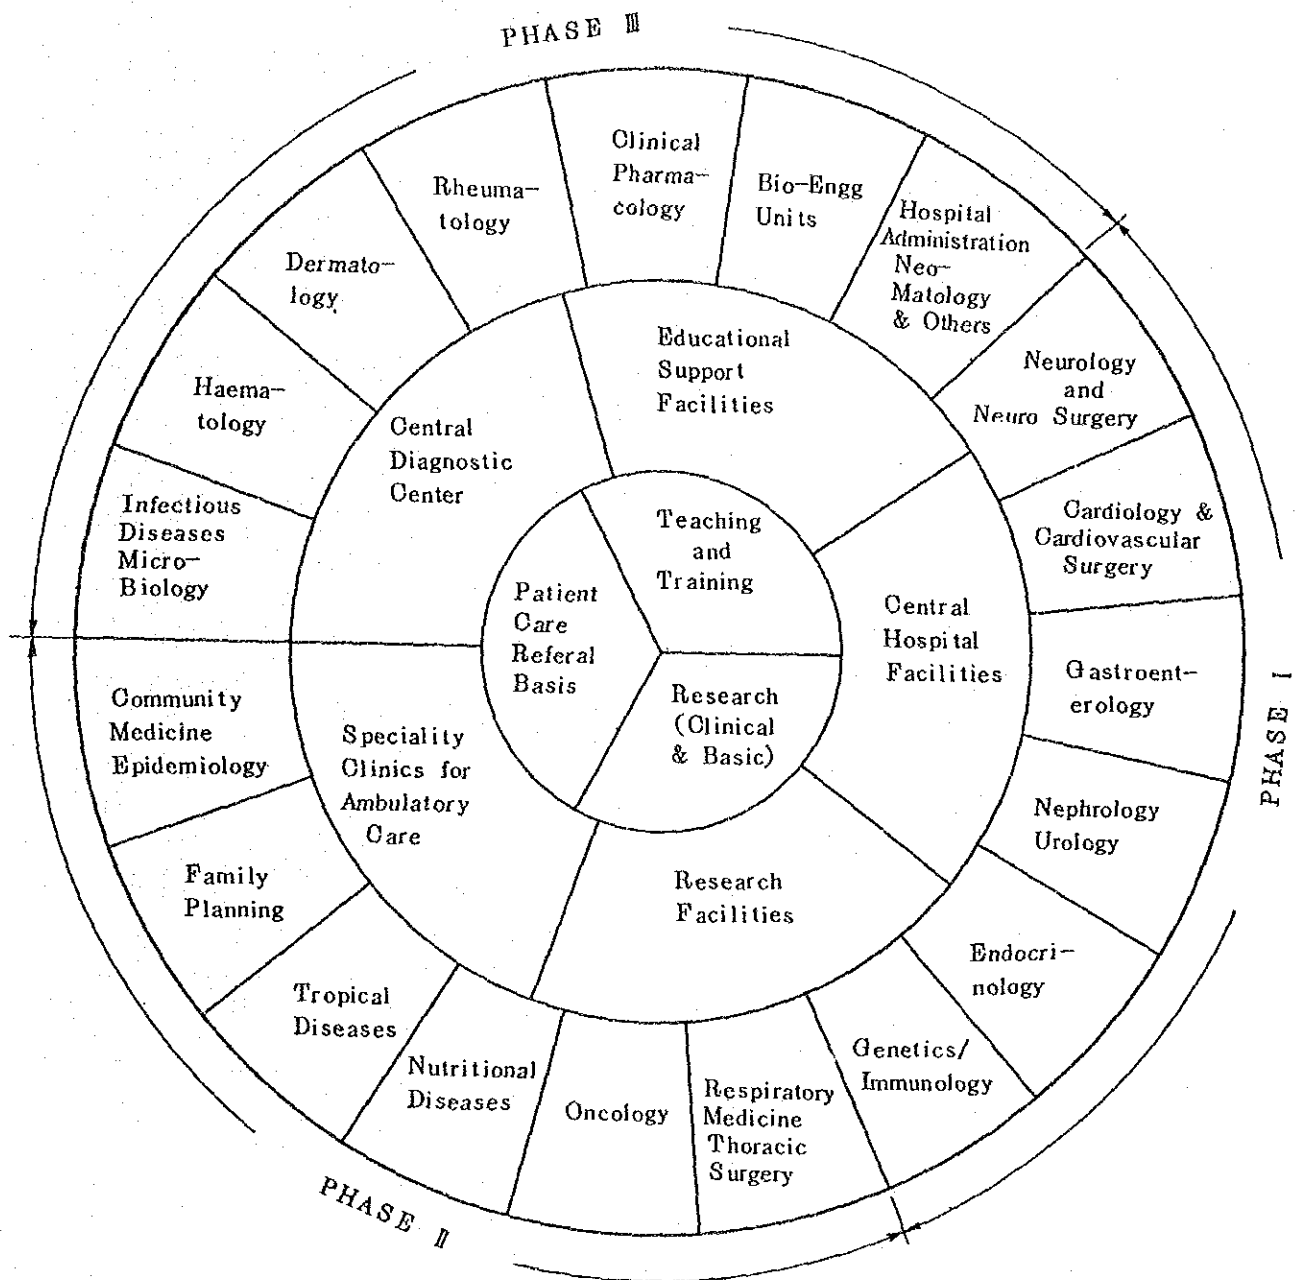 PHASE III
Clinical
Pharma-
cology
Bio-Engg
Units
Hospital
Administration
Neo-
Matology
& Others
Neurology
and
Neuro Surgery
Cardiology &
Cardiovascular
Surgery
Gastroent-
erology
PHASE I
Nephrology
Urology
Endocri-
nology
Genetics/
Immunology
Respiratory
Medicine
Thoracic
Surgery
Oncology
Nutritional
Diseases
PHASE II
Tropical
Diseases
Family
Planning
Community
Medicine
Epidemiology
Infectious
Diseases
Micro-
Biology
Haema-
tology
Dermato-
logy
Rheuma-
tology
Educational
Support
Facilities
Central
Hospital
Facilities
Research
Facilities
Speciality
Clinics for
Ambulatory
Care
Central
Diagnostic
Center
Teaching
and
Training
Research
(Clinical
& Basic)
Patient
Care
Referal
Basis